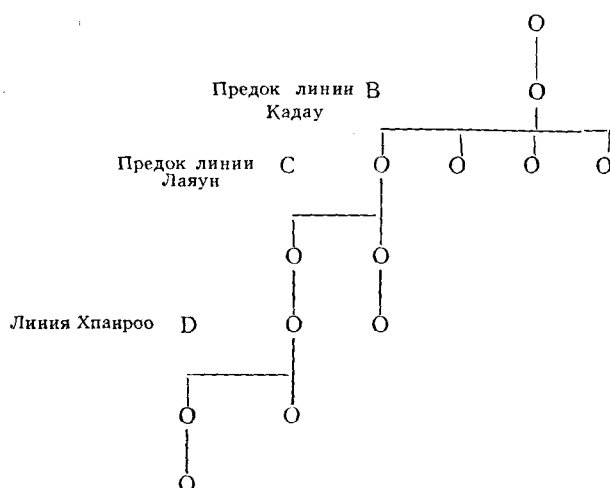 O
O
Предок линии B
Кадау
O O O O
Предок линии C
Лаяун
O O
Линия Хпанроо D O O
O O
O